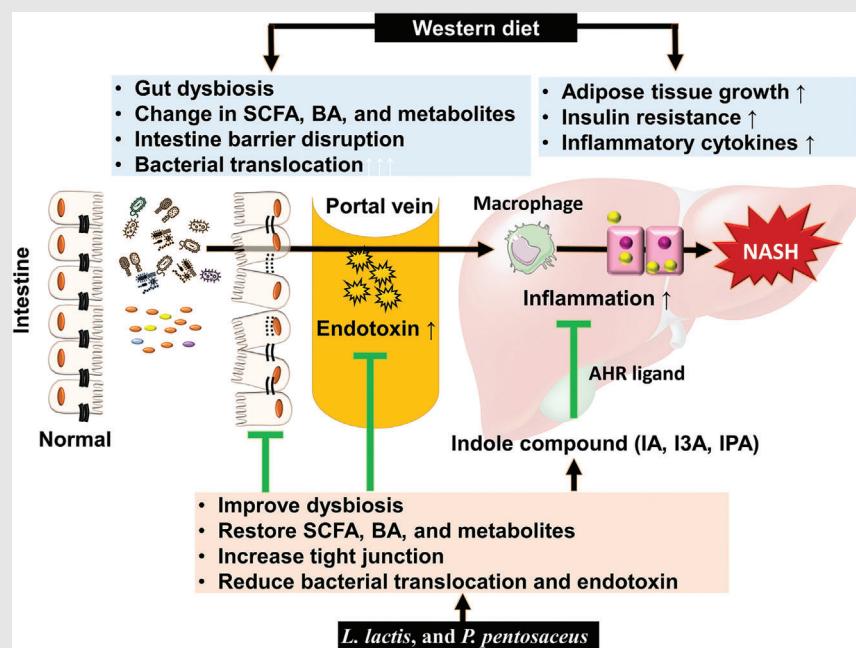 Western diet
• Gut dysbiosis
• Change in SCFA, BA, and metabolites
• Intestine barrier disruption
• Bacterial translocation↑↑↑
• Adipose tissue growth ↑
• Insulin resistance ↑
• Inflammatory cytokines ↑
Intestine
Normal
Portal vein
Endotoxin ↑
Macrophage
NASH
Inflammation ↑
AHR ligand
Indole compound (IA, I3A, IPA)
• Improve dysbiosis
• Restore SCFA, BA, and metabolites
• Increase tight junction
• Reduce bacterial translocation and endotoxin
L. lactis, and P. pentosaceus